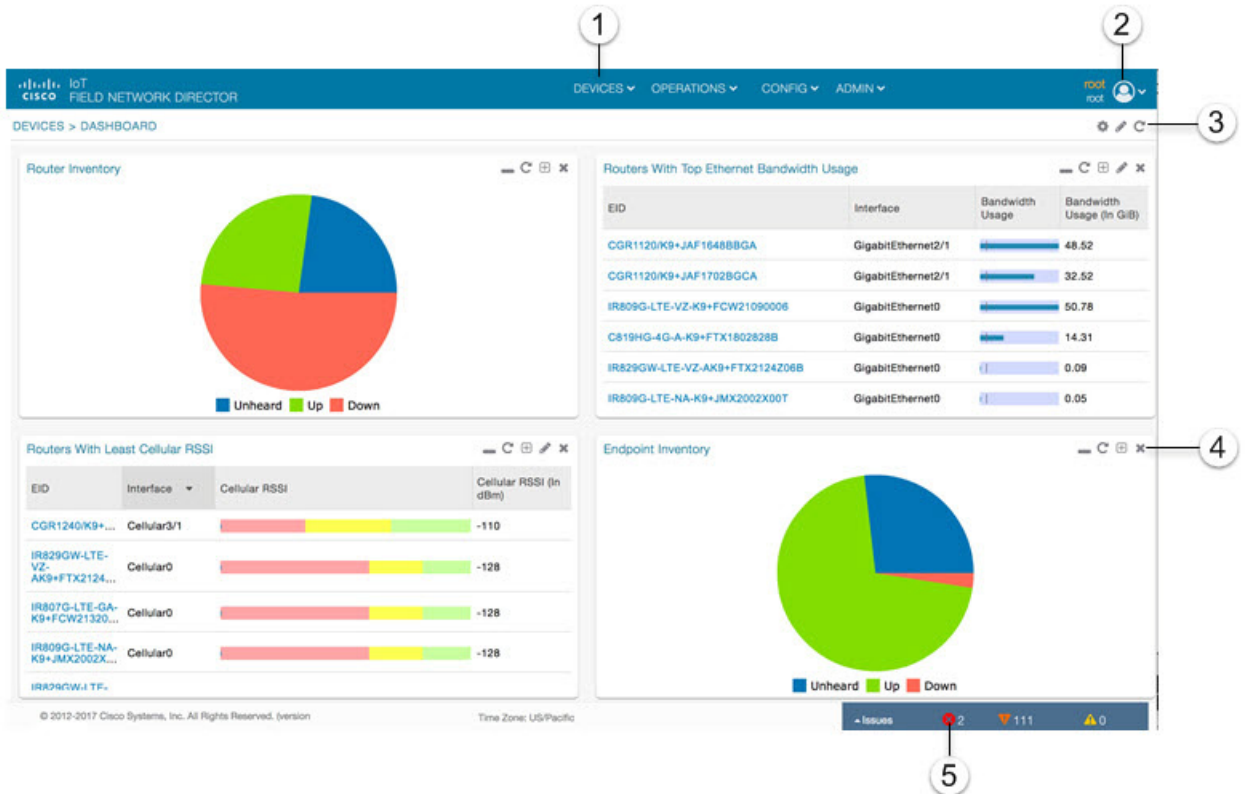 1
2
CISCO IoT
FIELD NETWORK DIRECTOR
DEVICES OPERATIONS CONFIG ADMIN
root
root
DEVICES > DASHBOARD
3
Router Inventory
Unheard Up Down
Routers With Top Ethernet Bandwidth Usage
EID Interface Bandwidth Usage Bandwidth Usage (In GiB)
CGR1120/K9+JAF1648BBGA GigabitEthernet2/1 48.52
CGR1120/K9+JAF1702BGCA GigabitEthernet2/1 32.52
IR809G-LTE-VZ-K9+FCW21090006 GigabitEthernet0 50.78
C819HG-4G-A-K9+FTX1802828B GigabitEthernet0 14.31
IR829GW-LTE-VZ-AK9+FTX2124Z06B GigabitEthernet0 0.09
IR809G-LTE-NA-K9+JMX2002X00T GigabitEthernet0 0.05
Routers With Least Cellular RSSI
EID Interface Cellular RSSI Cellular RSSI (In dBm)
CGR1240/K9+... Cellular3/1 -110
IR829GW-LTE-VZ-AK9+FTX2124... Cellular0 -128
IR807G-LTE-GA-K9+FCW21320... Cellular0 -128
IR809G-LTE-NA-K9+JMX2002X... Cellular0 -128
IR829GW-LTE-
Endpoint Inventory
4
Unheard Up Down
© 2012-2017 Cisco Systems, Inc. All Rights Reserved. (version
Time Zone: US/Pacific
Issues 2 111 0
5